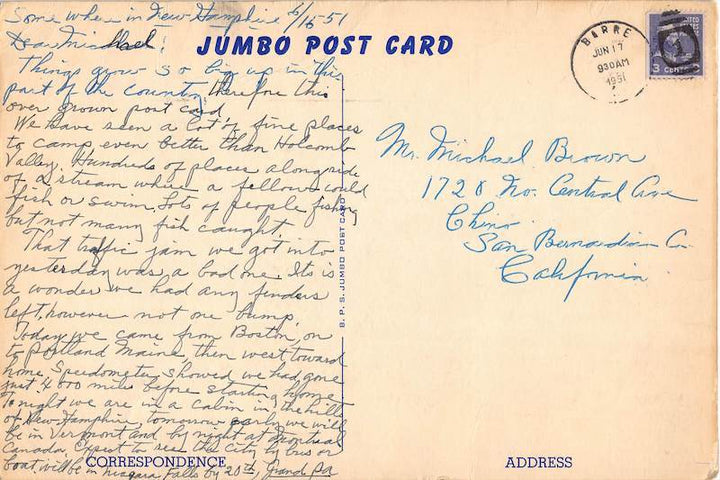 Some where in New Hampshire 6/16-51
Dear Michael!
JUMBO POST CARD
Things grow so big up in this
part of the country, therefore this
over grown post card
We have seen a lot of fine places
to camp even better than Holcomb
Valley. Hundreds of places alongside
of a stream where a fellow could
fish or swim. Lots of people fishing
but not many fish caught.
That traffic jam we got into
yesterday was a bad one. Its is
a wonder we had any fenders
left, however not one bump.
Today we came from Boston, on
to Portland Maine, then west toward
home. Speedometer showed we had gone
just 4000 miles before starting home
Tonight we are in a cabin in the hills
of New Hampshire, tomorrow early we will
be in Vermont and by night at Montreal
Canada. Expect to see the city by bus or
boat. will be in Niagara Falls by 20th, Grand Pa
CORRESPONDENCE
B. P. S. JUMBO POST CARD
BARRE
JUN 17
930 AM
1951
3 CENTS
Mr. Michael Brown
1728 No. Central Ave
Chino
San Bernardino Co.
California
ADDRESS